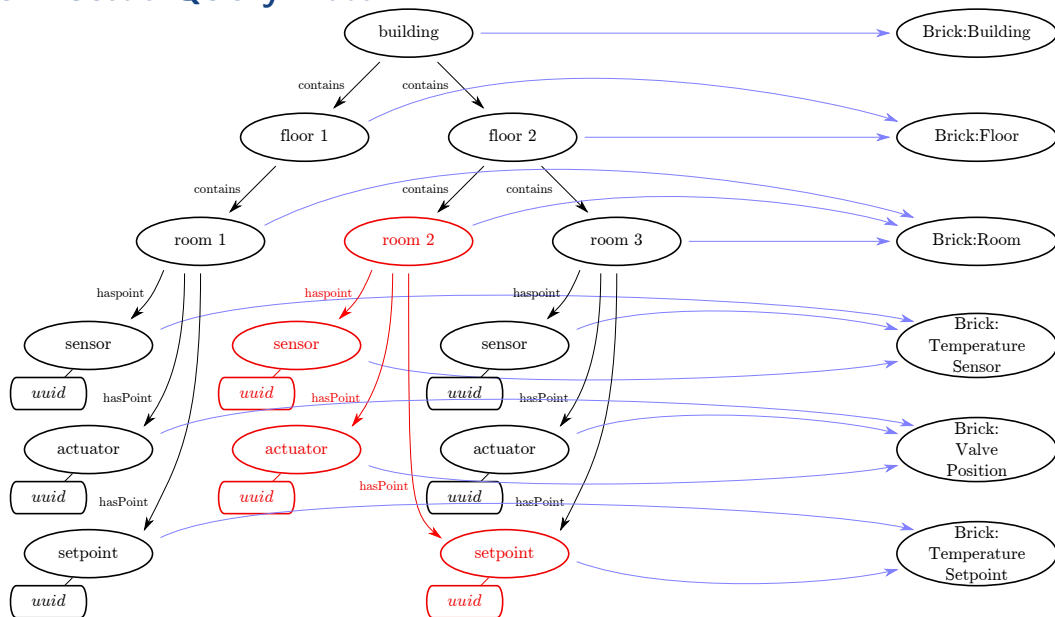 building
Brick:Building
contains
contains
floor 1
floor 2
Brick:Floor
contains
contains
contains
room 1
room 2
room 3
Brick:Room
haspoint
haspoint
haspoint
sensor
sensor
sensor
Brick:
Temperature
Sensor
uuid
uuid
uuid
hasPoint
hasPoint
hasPoint
actuator
actuator
actuator
Brick:
Valve
Position
uuid
uuid
uuid
hasPoint
hasPoint
hasPoint
setpoint
setpoint
Brick:
Temperature
Setpoint
uuid
uuid